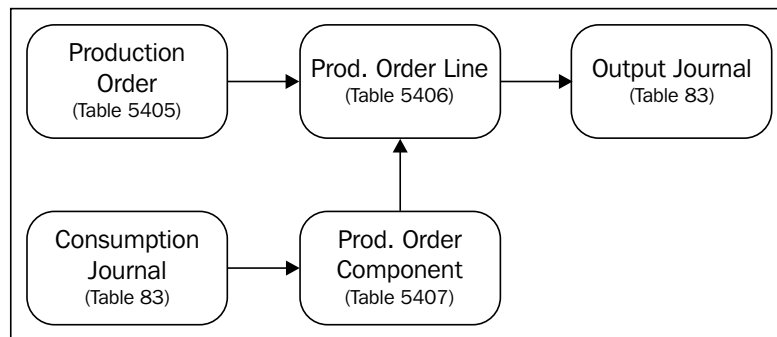 Production
Order
(Table 5405)
Prod. Order Line
(Table 5406)
Output Journal
(Table 83)
Consumption
Journal
(Table 83)
Prod. Order
Component
(Table 5407)